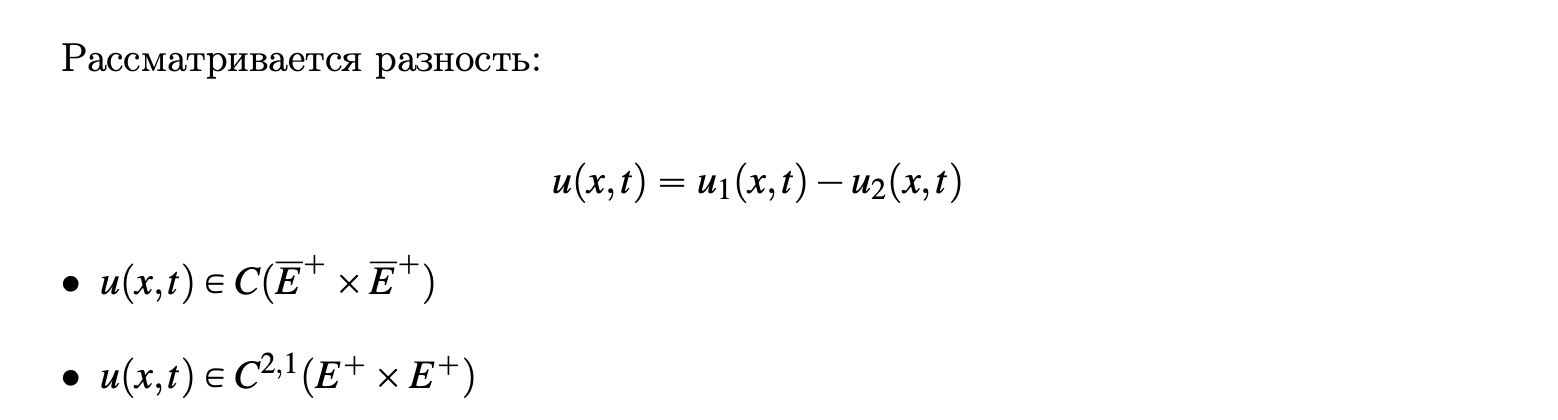 Рассматривается разность:
u(x,t) = u₁(x,t) − u₂(x,t)
• u(x,t) ∈ C(E̅⁺ × E̅⁺)
• u(x,t) ∈ C²,¹(E⁺ × E⁺)